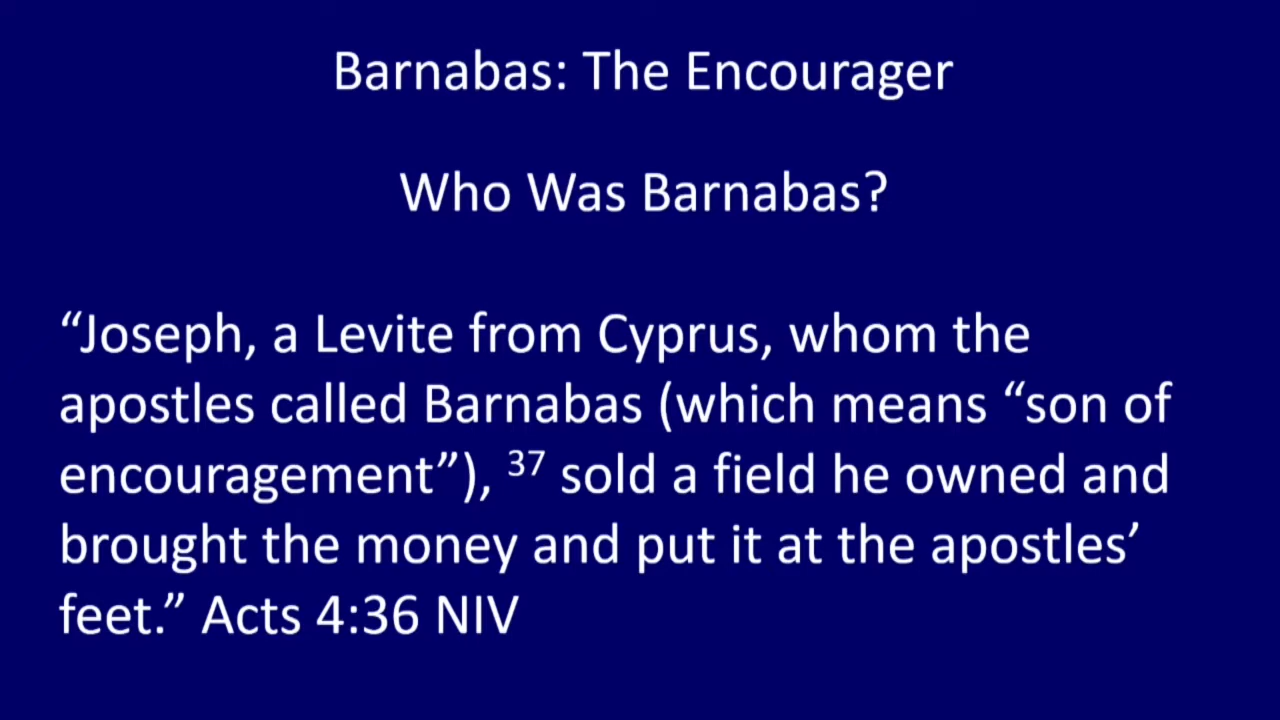 Barnabas: The Encourager
Who Was Barnabas?
“Joseph, a Levite from Cyprus, whom the
apostles called Barnabas (which means “son of
encouragement”), ³⁷ sold a field he owned and
brought the money and put it at the apostles’
feet.” Acts 4:36 NIV